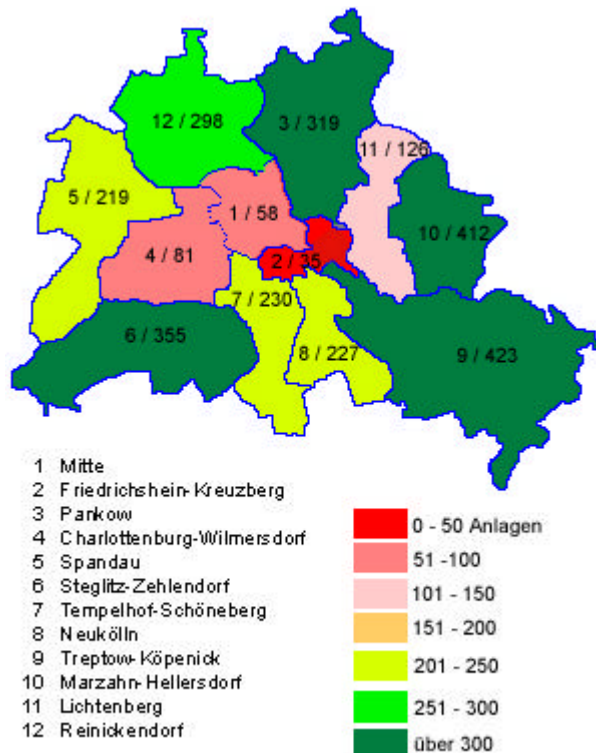 12 / 298
3 / 319
11 / 126
5 / 219
1 / 58
10 / 412
4 / 81
2 / 35
7 / 230
6 / 355
8 / 227
9 / 423
1 Mitte
2 Friedrichshein-Kreuzberg
3 Pankow
4 Charlottenburg-Wilmersdorf
5 Spandau
6 Steglitz-Zehlendorf
7 Tempelhof-Schöneberg
8 Neukölln
9 Treptow-Köpenick
10 Marzahn-Hellersdorf
11 Lichtenberg
12 Reinickendorf
0 - 50 Anlagen
51 -100
101 - 150
151 - 200
201 - 250
251 - 300
über 300